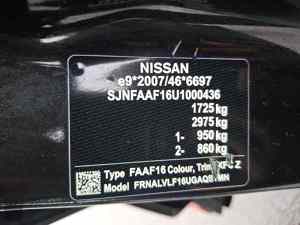 NISSAN
e9*2007/46*6697
SJNFAAF16U1000436
1725 kg
2975 kg
1- 950 kg
2- 860 kg
Type FAAF16 Colour, Trim
Model